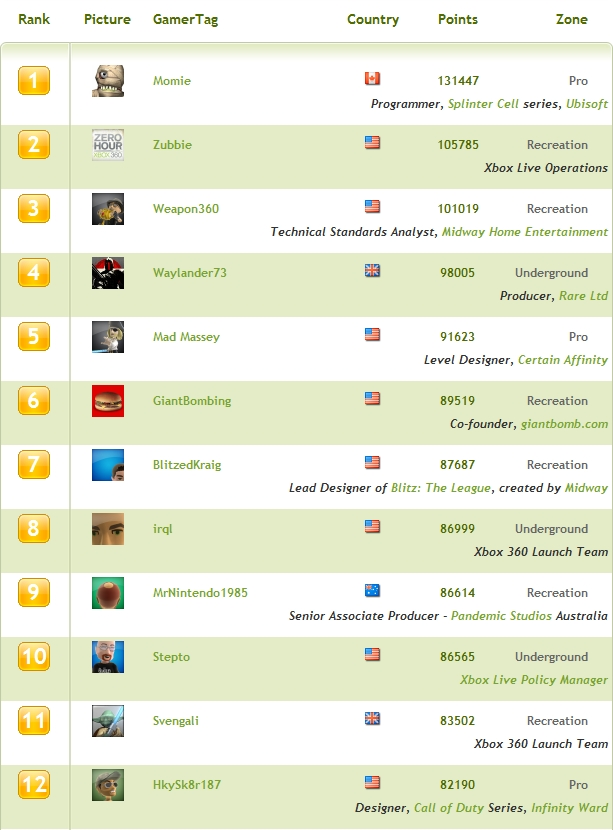 Rank Picture GamerTag Country Points Zone
1 Momie 131447 Pro
Programmer, Splinter Cell series, Ubisoft
2 ZERO HOUR XBOX 360 Zubbie 105785 Recreation
Xbox Live Operations
3 Weapon360 101019 Recreation
Technical Standards Analyst, Midway Home Entertainment
4 Waylander73 98005 Underground
Producer, Rare Ltd
5 Mad Massey 91623 Pro
Level Designer, Certain Affinity
6 GiantBombing 89519 Recreation
Co-founder, giantbomb.com
7 BlitzedKraig 87687 Recreation
Lead Designer of Blitz: The League, created by Midway
8 irql 86999 Underground
Xbox 360 Launch Team
9 MrNintendo1985 86614 Recreation
Senior Associate Producer - Pandemic Studios Australia
10 Stepto 86565 Underground
Xbox Live Policy Manager
11 Svengali 83502 Recreation
Xbox 360 Launch Team
12 HkySk8r187 82190 Pro
Designer, Call of Duty Series, Infinity Ward